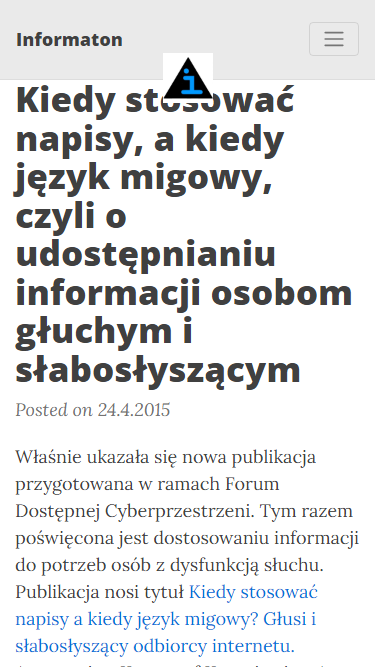 Informaton
Kiedy stosować
napisy, a kiedy
język migowy,
czyli o
udostępnianiu
informacji osobom
głuchym i
słabosłyszącym
Posted on 24.4.2015
Właśnie ukazała się nowa publikacja
przygotowana w ramach Forum
Dostępnej Cyberprzestrzeni. Tym razem
poświęcona jest dostosowaniu informacji
do potrzeb osób z dysfunkcją słuchu.
Publikacja nosi tytuł Kiedy stosować
napisy a kiedy język migowy? Głusi i
słabosłyszący odbiorcy internetu.